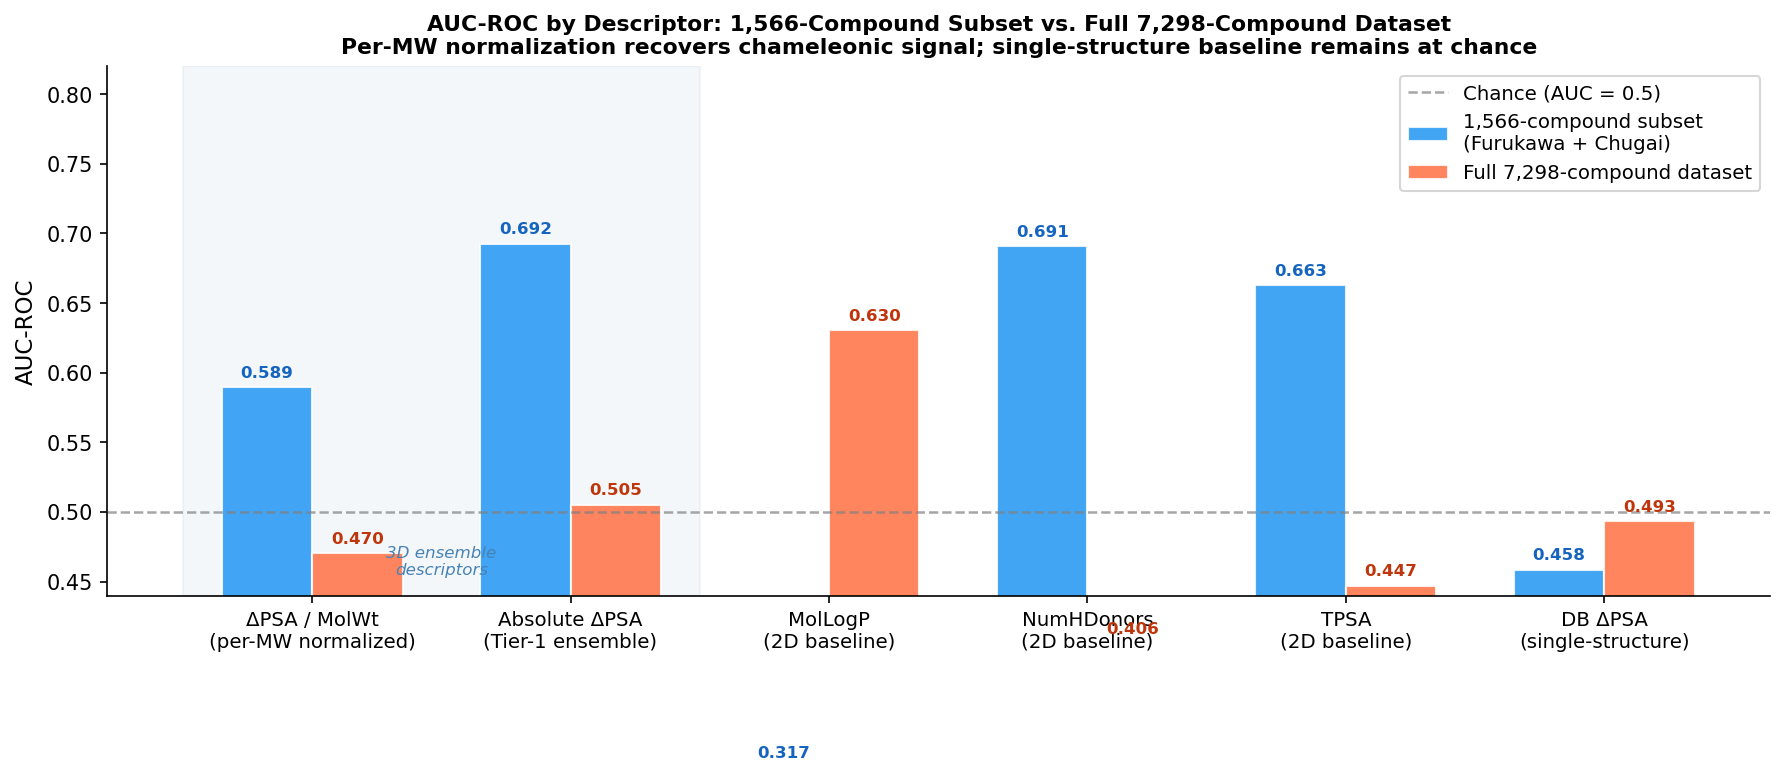 AUC-ROC by Descriptor: 1,566-Compound Subset vs. Full 7,298-Compound Dataset
Per-MW normalization recovers chameleonic signal; single-structure baseline remains at chance
AUC-ROC
0.80
0.75
0.70
0.65
0.60
0.55
0.50
0.45
Chance (AUC = 0.5)
1,566-compound subset
(Furukawa + Chugai)
Full 7,298-compound dataset
0.589
0.470
0.692
0.505
0.630
0.691
0.663
0.447
0.458
0.493
3D ensemble
descriptors
ΔPSA / MolWt
(per-MW normalized)
Absolute ΔPSA
(Tier-1 ensemble)
MolLogP
(2D baseline)
NumHDonors
(2D baseline)
0.406
TPSA
(2D baseline)
DB ΔPSA
(single-structure)
0.317